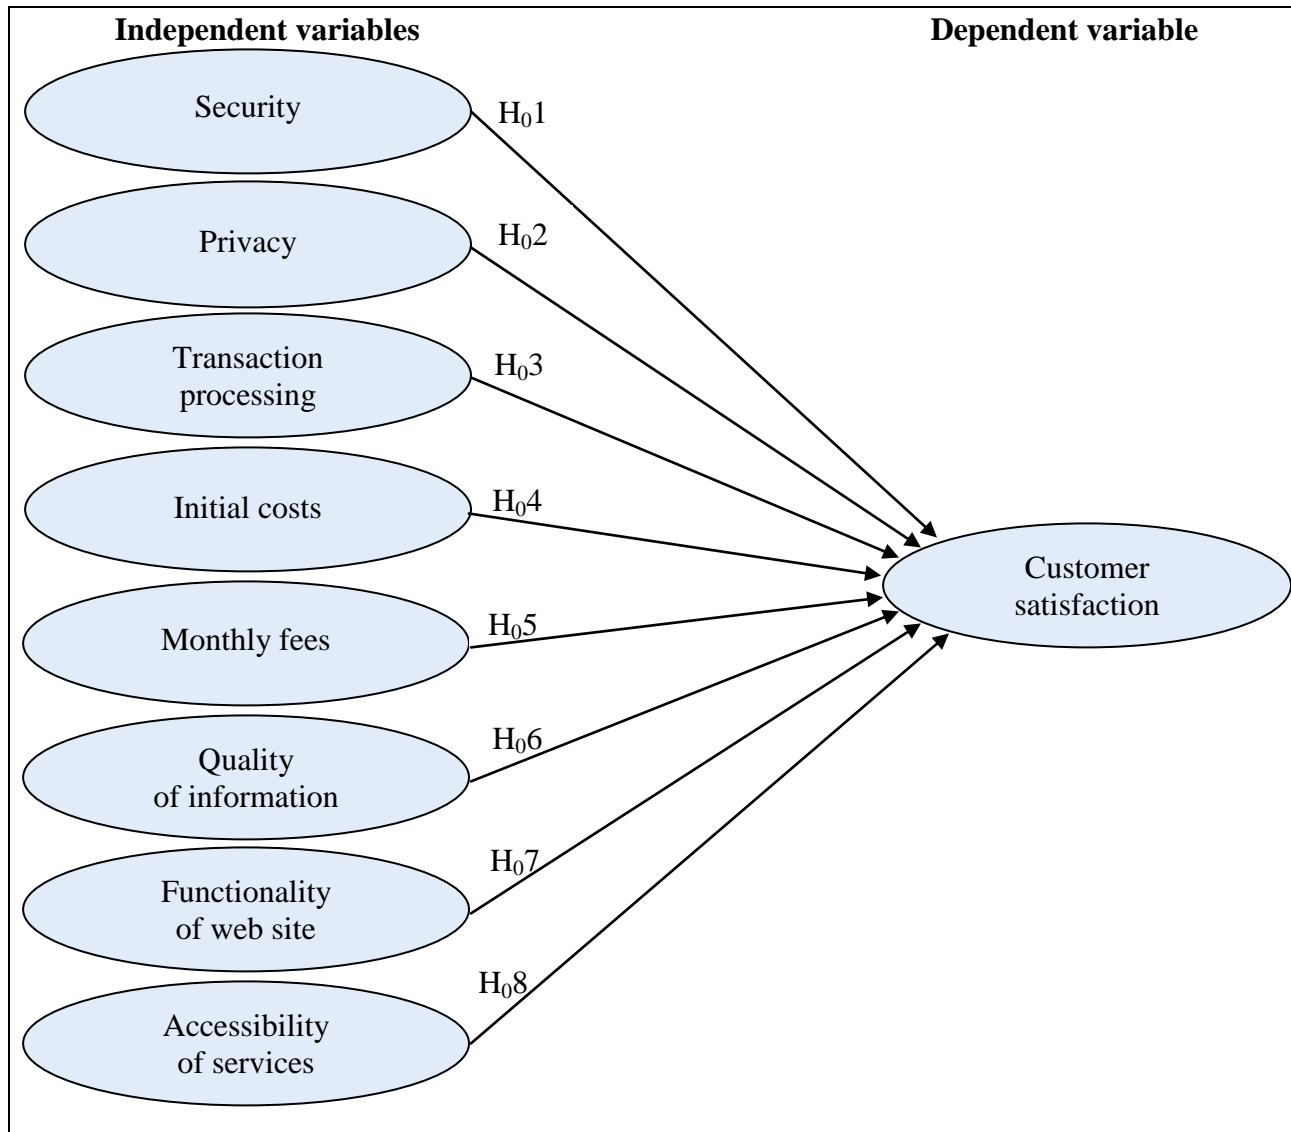 Independent variables
Dependent variable
Security
H₀1
Privacy
H₀2
Transaction
processing
H₀3
Initial costs
H₀4
Customer
satisfaction
Monthly fees
H₀5
Quality
of information
H₀6
Functionality
of web site
H₀7
Accessibility
of services
H₀8